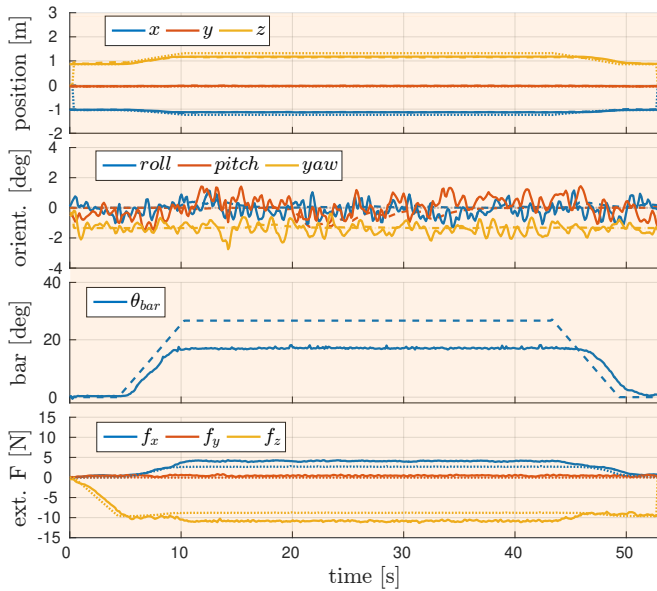 2
1
0
-1
-2
position [m]
x y z
4
2
0
-2
-4
orient. [deg]
roll pitch yaw
40
20
0
bar [deg]
θbar
15
10
5
0
-5
-10
-15
ext. F [N]
fx fy fz
0 10 20 30 40 50
time [s]